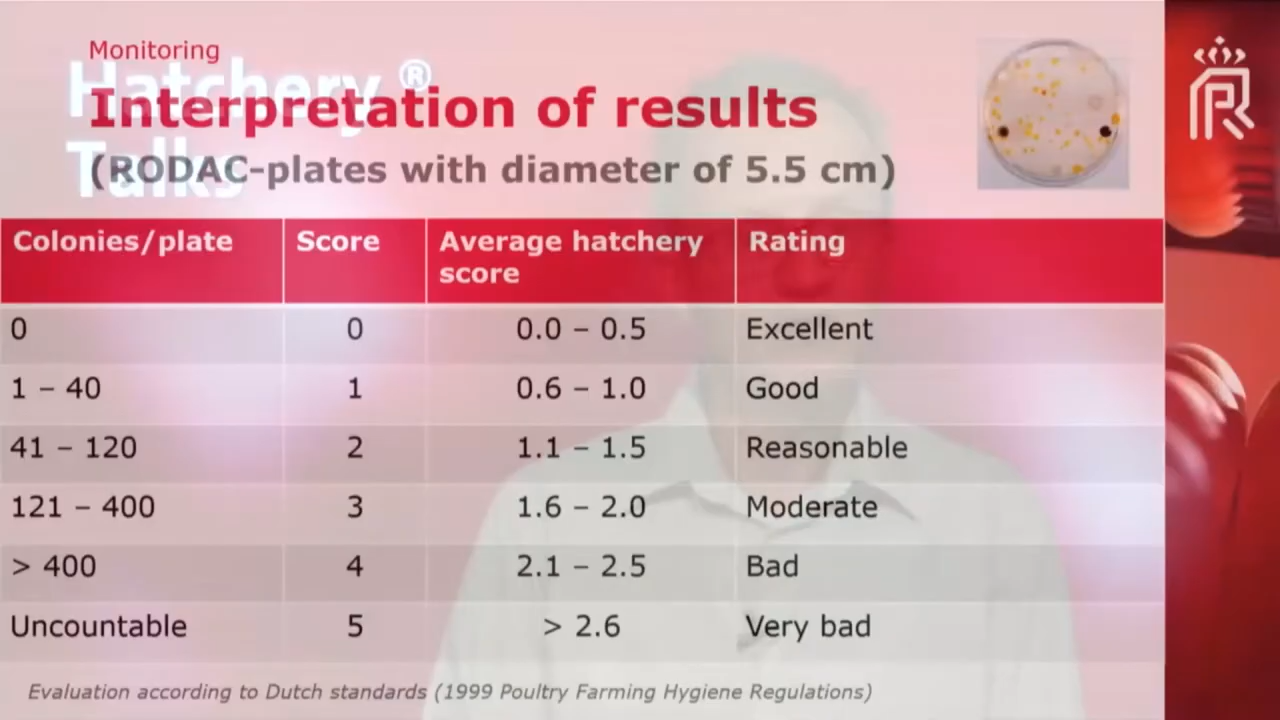 Monitoring
Hatchery ®
Talks
Interpretation of results
(RODAC-plates with diameter of 5.5 cm)
Colonies/plate Score Average hatchery score Rating
0 0 0.0 – 0.5 Excellent
1 – 40 1 0.6 – 1.0 Good
41 – 120 2 1.1 – 1.5 Reasonable
121 – 400 3 1.6 – 2.0 Moderate
> 400 4 2.1 – 2.5 Bad
Uncountable 5 > 2.6 Very bad
Evaluation according to Dutch standards (1999 Poultry Farming Hygiene Regulations)